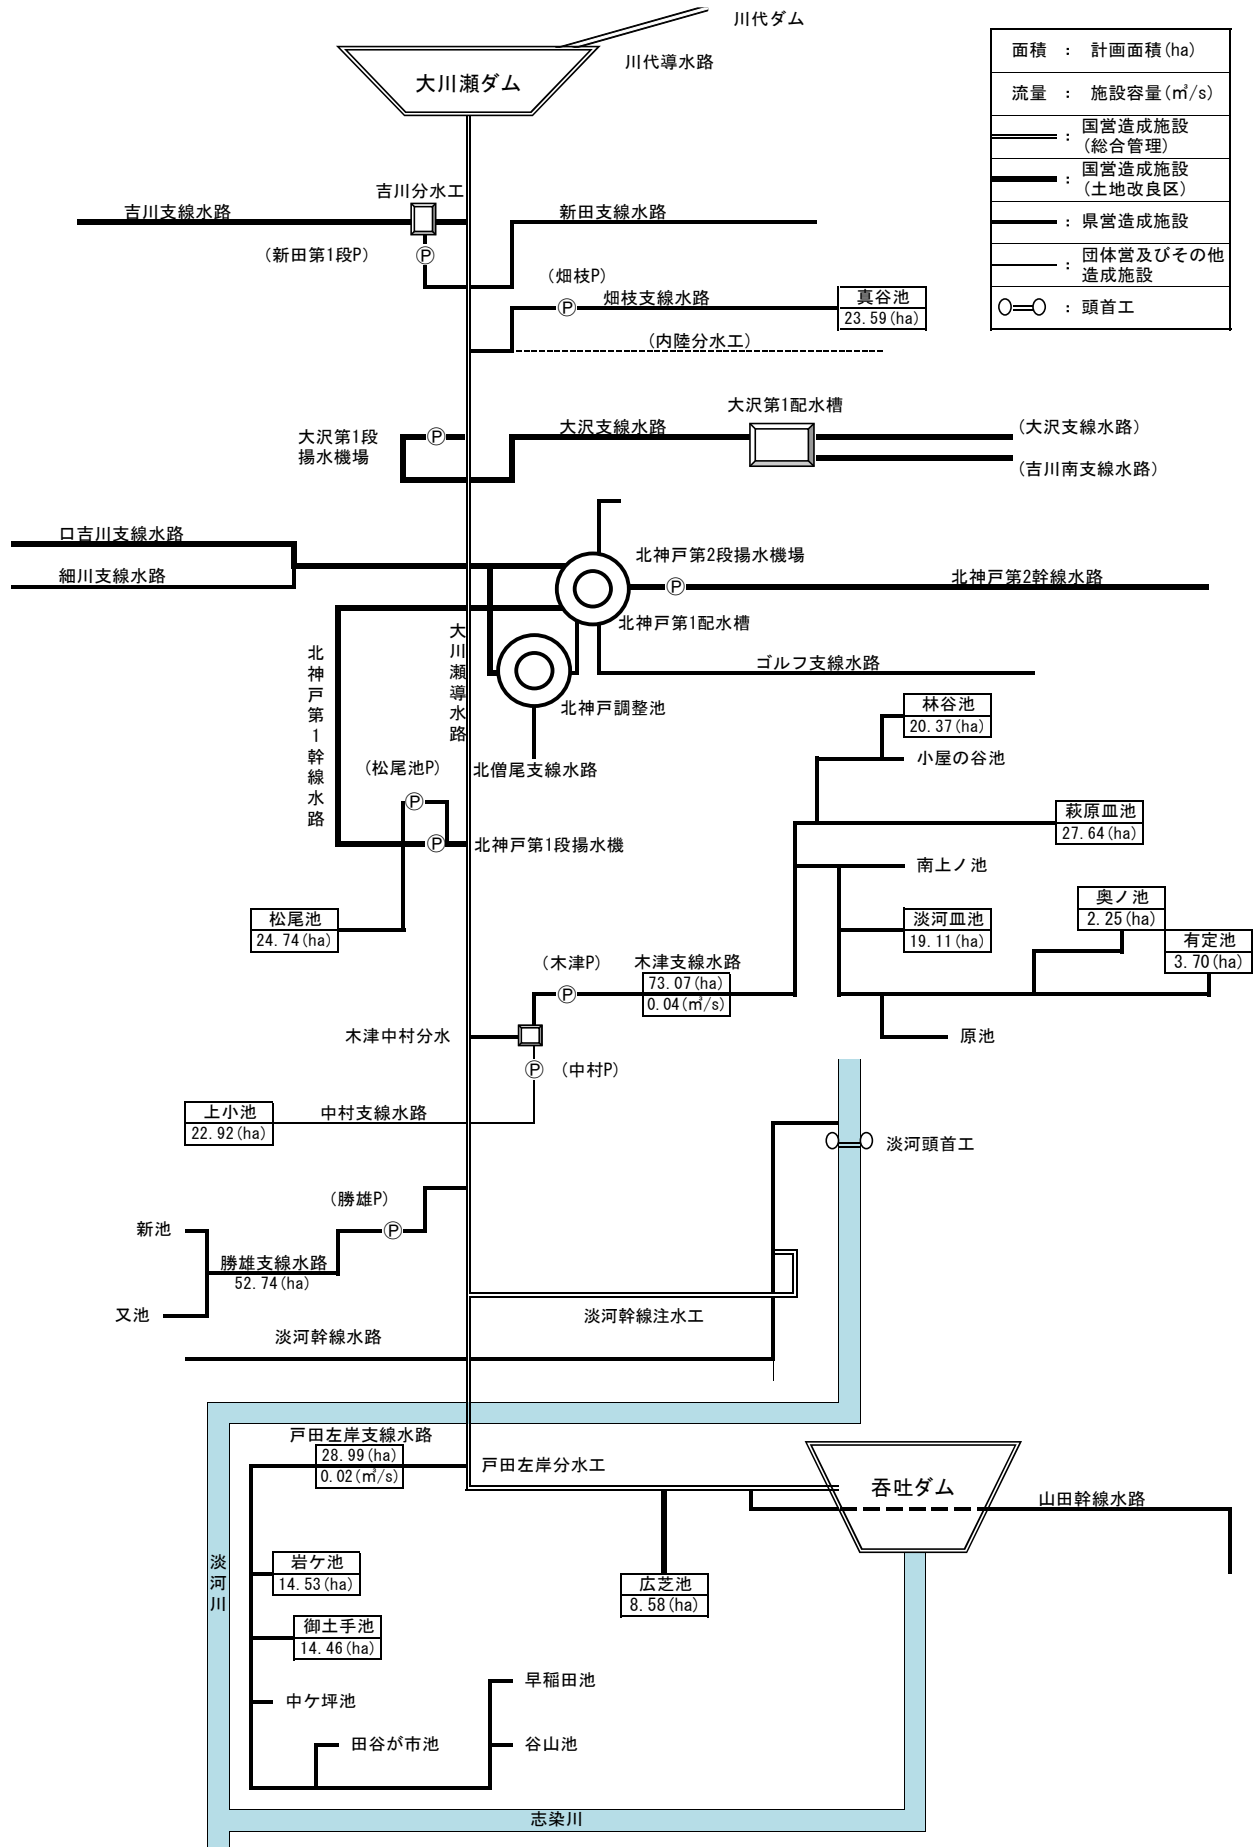 川代ダム
川代導水路
大川瀬ダム
面積 ： 計画面積(ha)
流量 ： 施設容量(㎥/s)
： 国営造成施設
(総合管理)
： 国営造成施設
(土地改良区)
： 県営造成施設
： 団体営及びその他
造成施設
： 頭首工
吉川分水工
吉川支線水路
新田支線水路
(新田第1段P)
Ⓟ
(畑枝P)
Ⓟ
畑枝支線水路
真谷池
23.59(ha)
(内陸分水工)
大沢第1配水槽
大沢第1段
揚水機場
Ⓟ
大沢支線水路
(大沢支線水路)
(吉川南支線水路)
口吉川支線水路
細川支線水路
北神戸第2段揚水機場
Ⓟ
北神戸第2幹線水路
北神戸第1配水槽
大川瀬導水路
北神戸第1幹線水路
ゴルフ支線水路
北神戸調整池
林谷池
20.37(ha)
小屋の谷池
(松尾池P)
Ⓟ
北僧尾支線水路
萩原皿池
27.64(ha)
Ⓟ
北神戸第1段揚水機
南上ノ池
松尾池
24.74(ha)
淡河皿池
19.11(ha)
奥ノ池
2.25(ha)
有定池
3.70(ha)
(木津P)
Ⓟ
木津支線水路
73.07(ha)
0.04(㎥/s)
木津中村分水
原池
Ⓟ
(中村P)
上小池
22.92(ha)
中村支線水路
淡河頭首工
(勝雄P)
Ⓟ
新池
勝雄支線水路
52.74(ha)
又池
淡河幹線注水工
淡河幹線水路
戸田左岸支線水路
28.99(ha)
0.02(㎥/s)
戸田左岸分水工
呑吐ダム
山田幹線水路
淡河川
岩ケ池
14.53(ha)
広芝池
8.58(ha)
御土手池
14.46(ha)
早稲田池
中ケ坪池
田谷が市池
谷山池
志染川